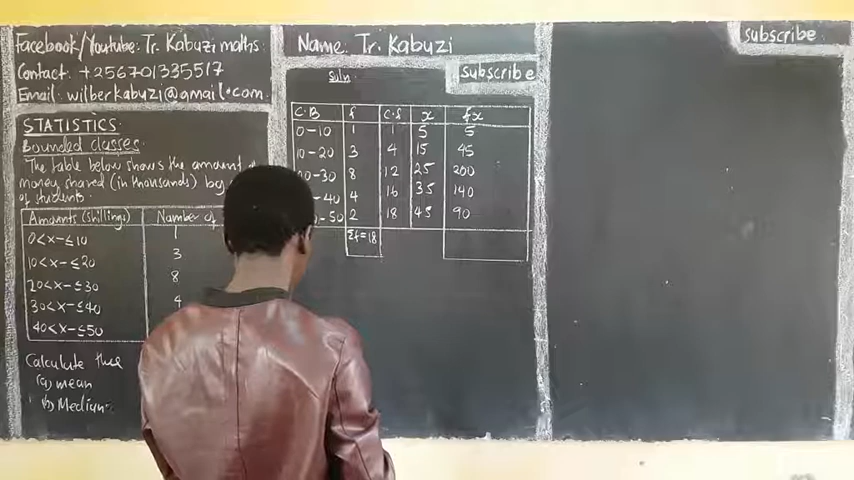 Facebook/Youtube: Tr. Kabuzi maths
Contact: +256701335517
Email: wilberkabuzi@gmail.com
STATISTICS
Bounded classes
The table below shows the amount
money shared (in thousands) by
of students.
Amounts (shillings) Number of
0<x-≤10 1
10<x-≤20 3
20<x-≤30 8
30<x-≤40 4
40<x-≤50
Calculate the
(a) mean
(b) Median
Name: Tr. Kabuzi
Soln
Subscribe
C.B f C.f x fx
0-10 1 1 5 5
10-20 3 4 15 45
-30 8 12 25 200
-40 4 16 35 140
-50 2 18 45 90
Σf=18
Subscribe